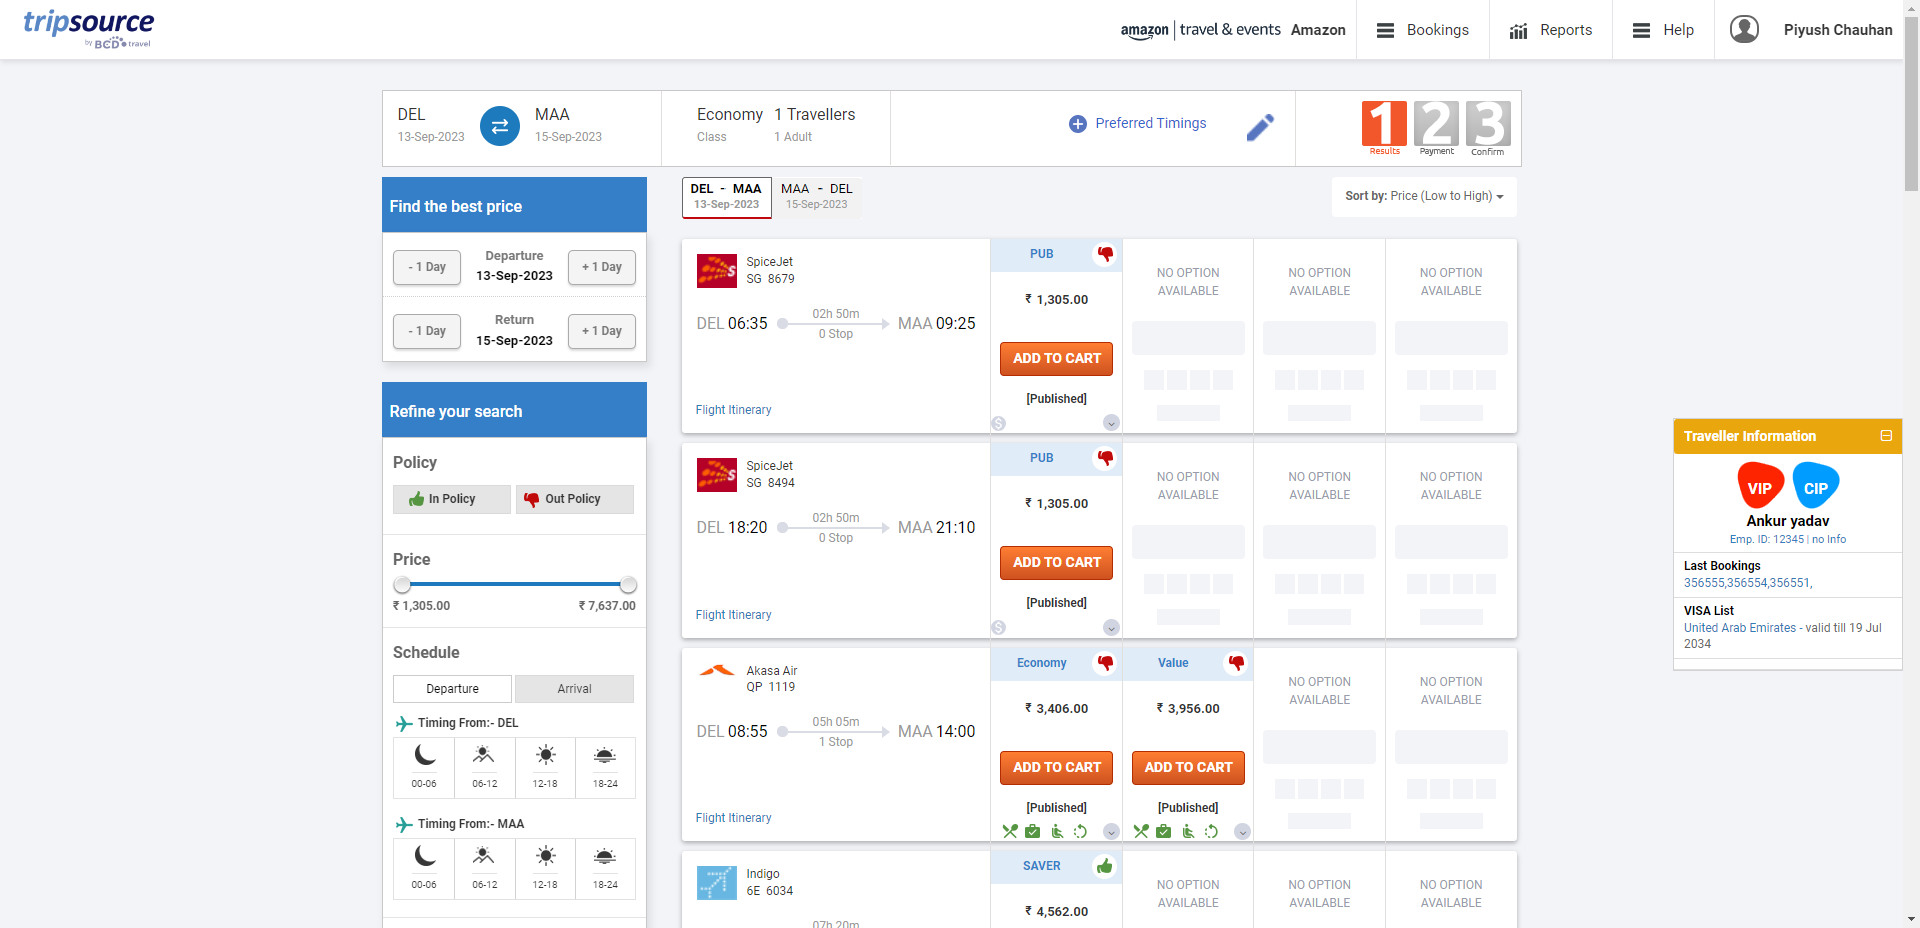 tripsource
by BCD travel
amazon | travel & events Amazon
Bookings
Reports
Help
Piyush Chauhan
DEL
13-Sep-2023
MAA
15-Sep-2023
Economy
Class
1 Travellers
1 Adult
Preferred Timings
1 2 3
Results Payment Confirm
Find the best price
- 1 Day
Departure
13-Sep-2023
+ 1 Day
- 1 Day
Return
15-Sep-2023
+ 1 Day
Refine your search
Policy
In Policy
Out Policy
Price
₹ 1,305.00
₹ 7,637.00
Schedule
Departure
Arrival
Timing From:- DEL
00-06 06-12 12-18 18-24
Timing From:- MAA
00-06 06-12 12-18 18-24
DEL - MAA
13-Sep-2023
MAA - DEL
15-Sep-2023
Sort by: Price (Low to High)
SpiceJet
SG 8679
DEL 06:35
02h 50m
0 Stop
MAA 09:25
Flight Itinerary
PUB
₹ 1,305.00
ADD TO CART
[Published]
$
NO OPTION
AVAILABLE
NO OPTION
AVAILABLE
NO OPTION
AVAILABLE
SpiceJet
SG 8494
DEL 18:20
02h 50m
0 Stop
MAA 21:10
Flight Itinerary
PUB
₹ 1,305.00
ADD TO CART
[Published]
$
NO OPTION
AVAILABLE
NO OPTION
AVAILABLE
NO OPTION
AVAILABLE
Akasa Air
QP 1119
DEL 08:55
05h 05m
1 Stop
MAA 14:00
Flight Itinerary
Economy
₹ 3,406.00
ADD TO CART
[Published]
Value
₹ 3,956.00
ADD TO CART
[Published]
NO OPTION
AVAILABLE
NO OPTION
AVAILABLE
Indigo
6E 6034
07h 20m
SAVER
₹ 4,562.00
NO OPTION
AVAILABLE
NO OPTION
AVAILABLE
NO OPTION
AVAILABLE
Traveller Information
VIP
CIP
Ankur yadav
Emp. ID: 12345 | no Info
Last Bookings
356555,356554,356551,
VISA List
United Arab Emirates - valid till 19 Jul
2034